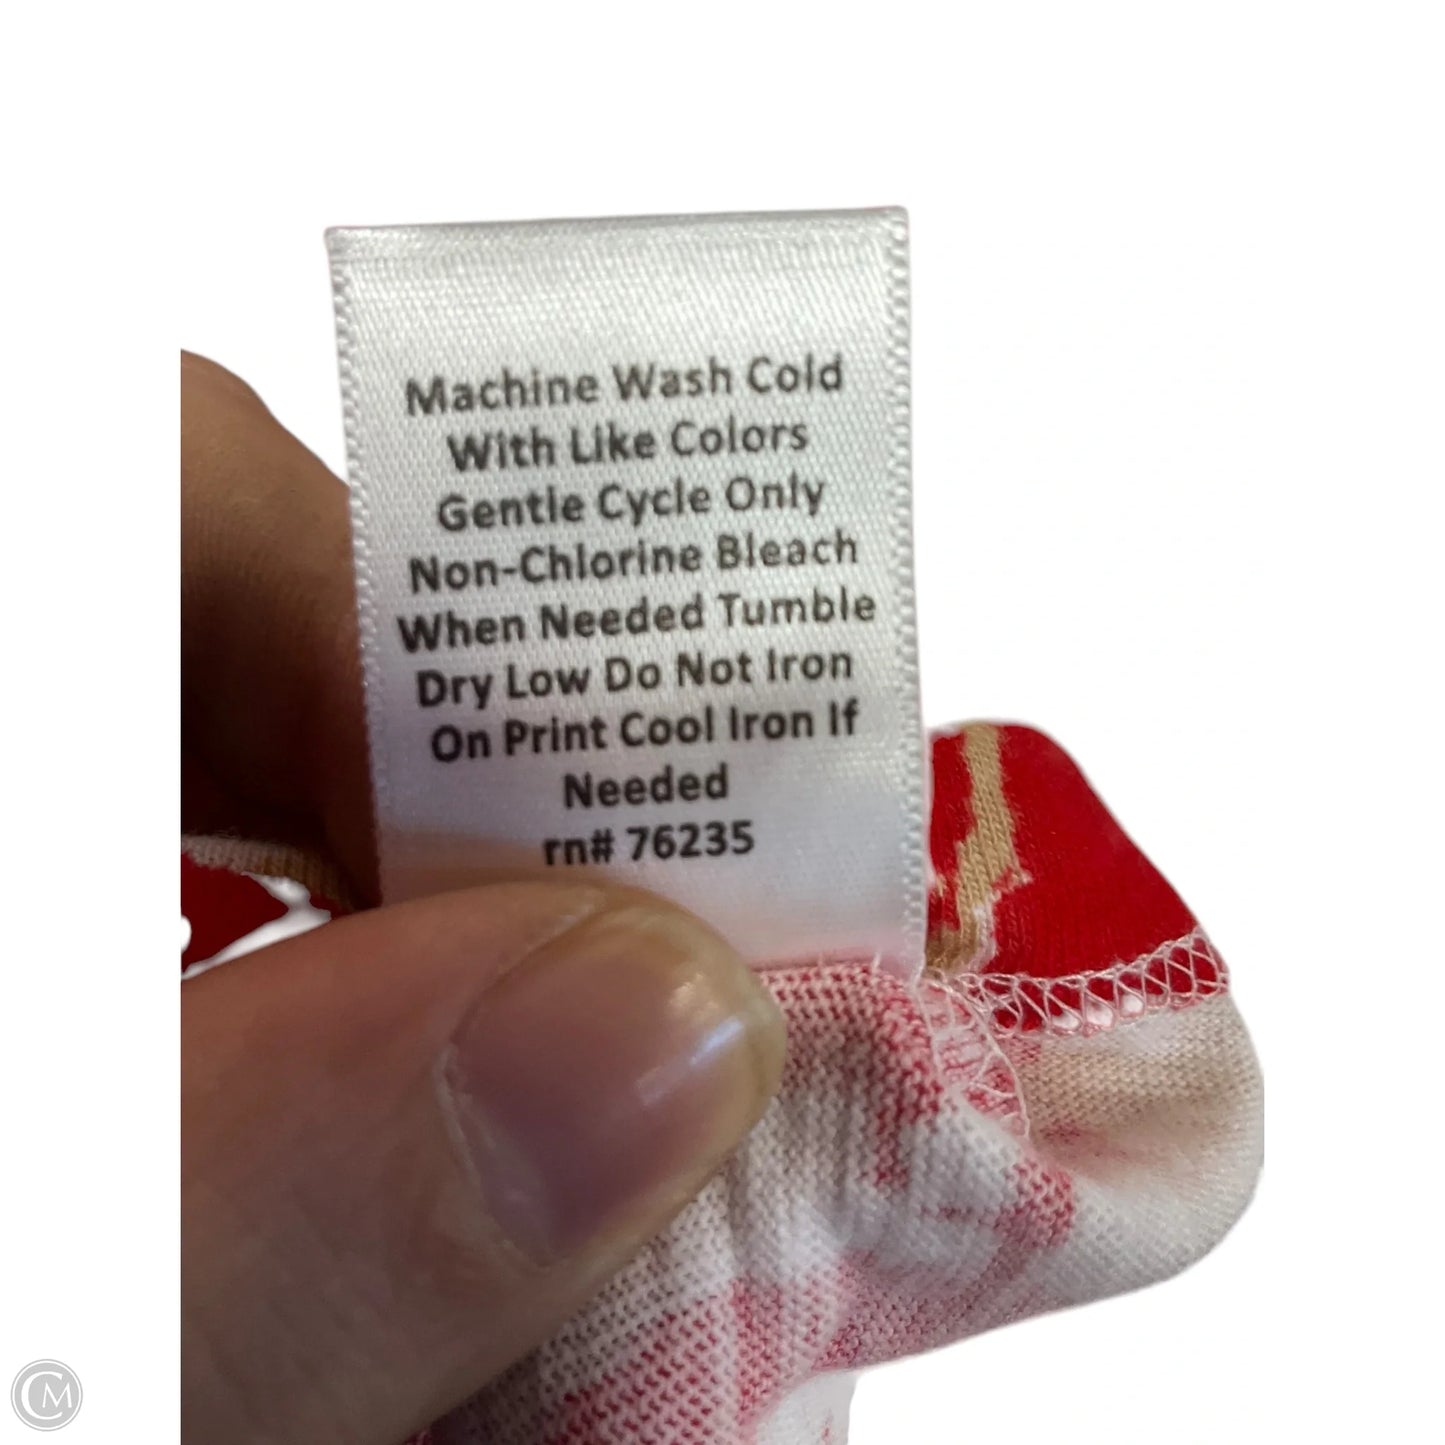 Machine Wash Cold
With Like Colors
Gentle Cycle Only
Non-Chlorine Bleach
When Needed Tumble
Dry Low Do Not Iron
On Print Cool Iron If
Needed
rn# 76235
CM